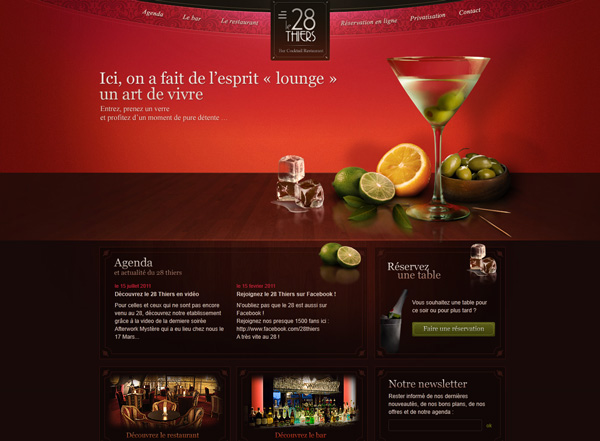 Agenda
Le bar
Le restaurant
le 28
THIERS
Bar Cocktail Restaurant
Réservation en ligne
Privatisation
Contact
Ici, on a fait de l'esprit « lounge »
un art de vivre
Entrez, prenez un verre
et profitez d'un moment de pure détente ...
Agenda
et actualité du 28 thiers
le 15 juillet 2011
Découvrez le 28 Thiers en vidéo
Pour celles et ceux qui ne sont pas encore
venu au 28, découvrez notre etablissement
grâce à la video de la derniere soirée
Afterwork Mystère qui a eu lieu chez nous le
17 Mars...
le 15 fevrier 2011
Rejoignez le 28 Thiers sur Facebook !
N'oubliez pas que le 28 est aussi sur
Facebook !
Rejoignez nos presque 1500 fans ici :
http://www.facebook.com/28thiers
A très vite au 28 !
Réservez
une table
Vous souhaitez une table pour
ce soir ou pour plus tard ?
Faire une réservation
Découvrez le restaurant
Découvrez le bar
Notre newsletter
Rester informé de nos dernières
nouveautés, de nos bons plans, de nos
offres et de notre agenda :
ok